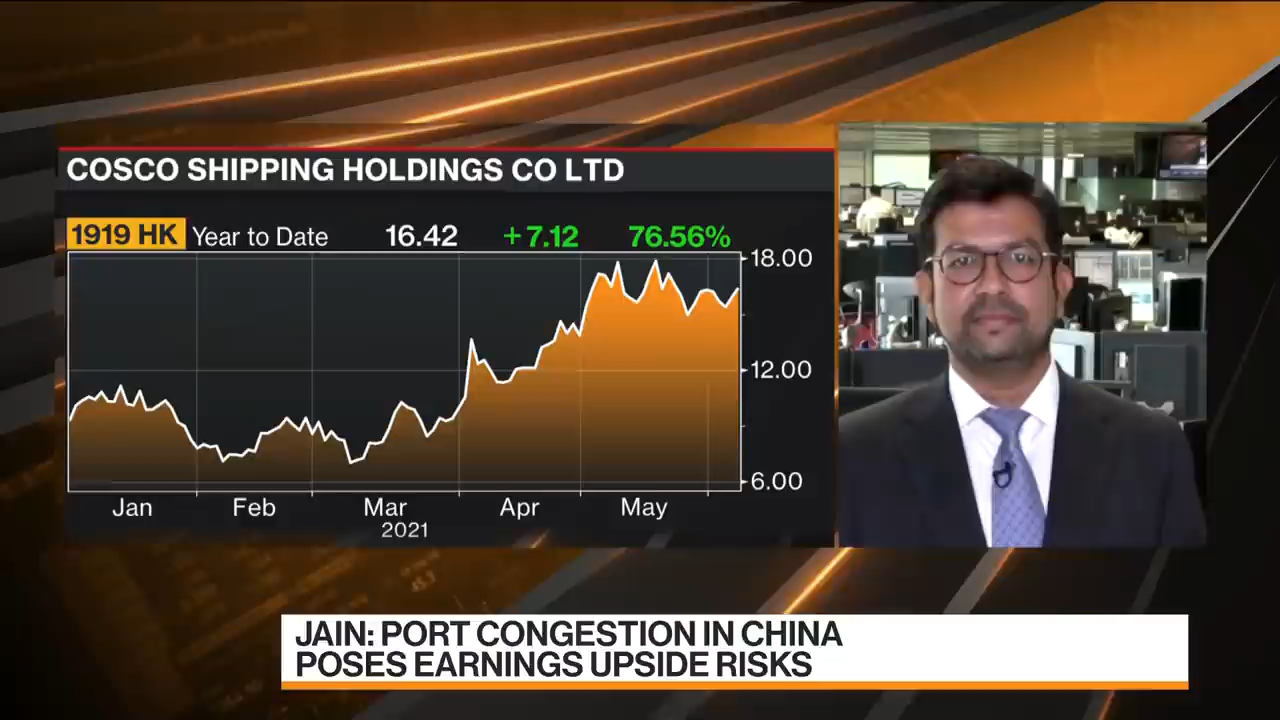 COSCO SHIPPING HOLDINGS CO LTD
1919 HK Year to Date 16.42 +7.12 76.56%
18.00
12.00
6.00
Jan Feb Mar Apr May
2021
JAIN: PORT CONGESTION IN CHINA
POSES EARNINGS UPSIDE RISKS